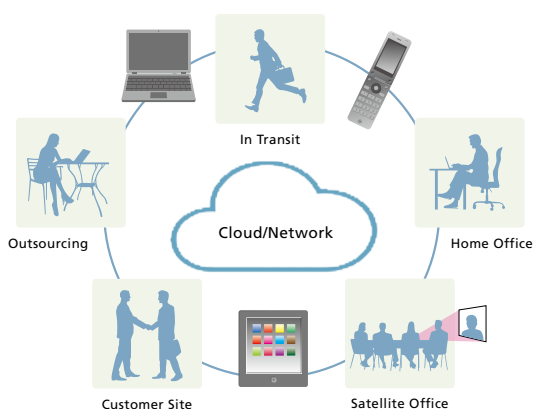 In Transit
Cloud/Network
Outsourcing
Home Office
Customer Site
Satellite Office